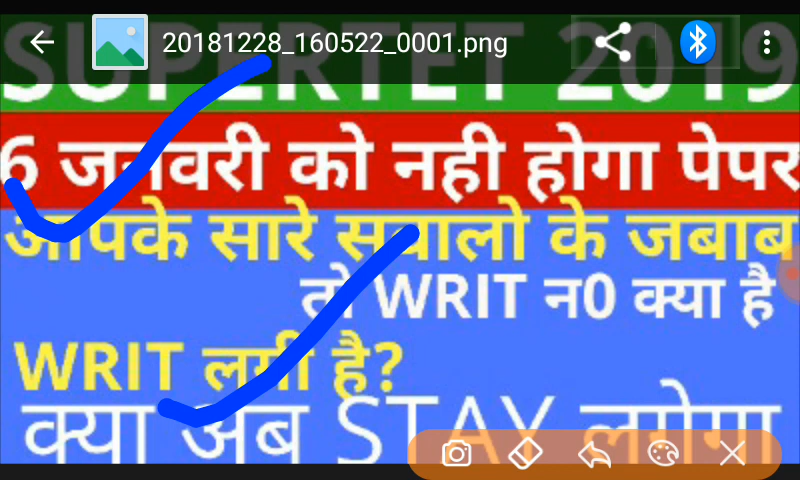 20181228_160522_0001.png
SUPERTET 2019
6 जनवरी को नही होगा पेपर
आपके सारे सवालो के जबाब
तो WRIT न0 क्या है
WRIT लगी है?
क्या अब STAY लगेगा